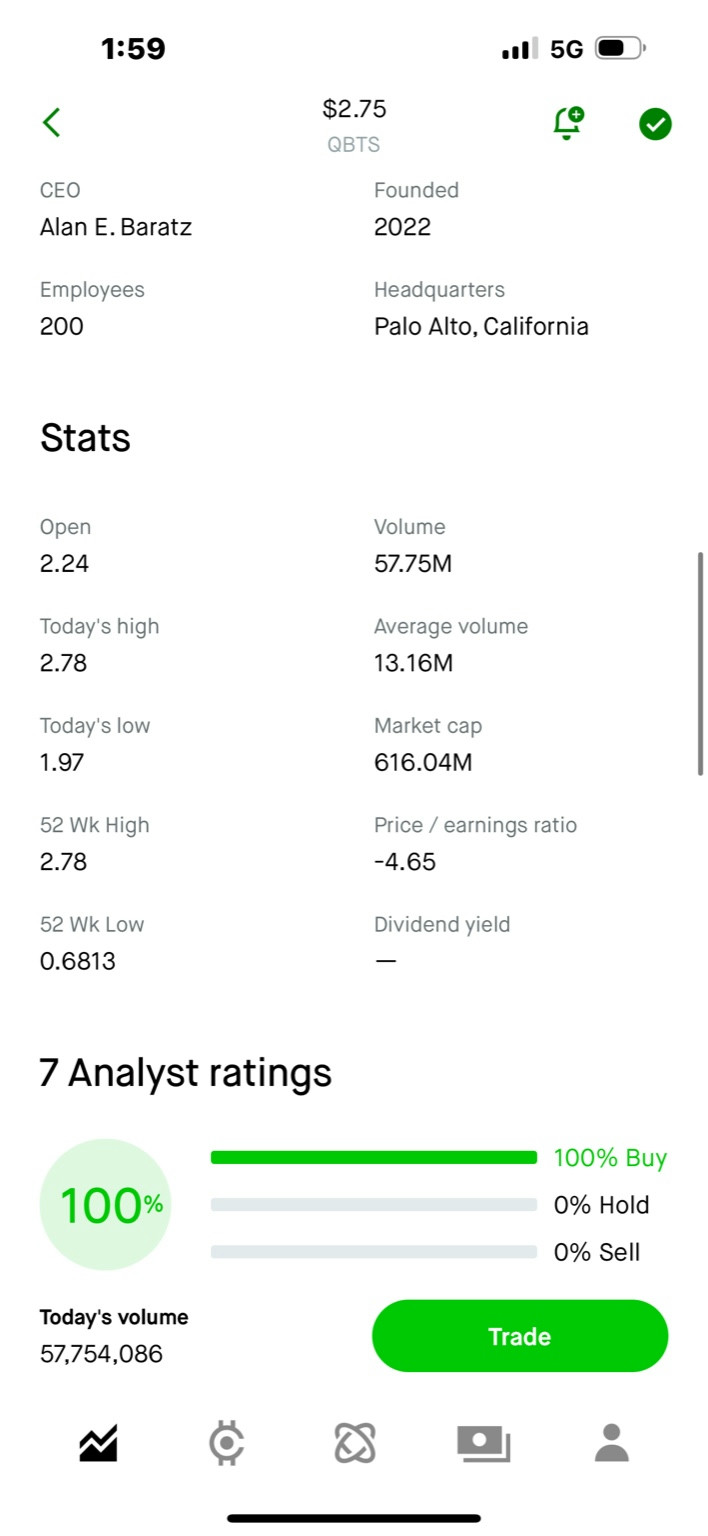 1:59 5G
$2.75
QBTS
CEO Founded
Alan E. Baratz 2022
Employees Headquarters
200 Palo Alto, California
Stats
Open Volume
2.24 57.75M
Today's high Average volume
2.78 13.16M
Today's low Market cap
1.97 616.04M
52 Wk High Price / earnings ratio
2.78 -4.65
52 Wk Low Dividend yield
0.6813 —
7 Analyst ratings
100% Buy
100% 0% Hold
0% Sell
Today's volume
57,754,086
Trade